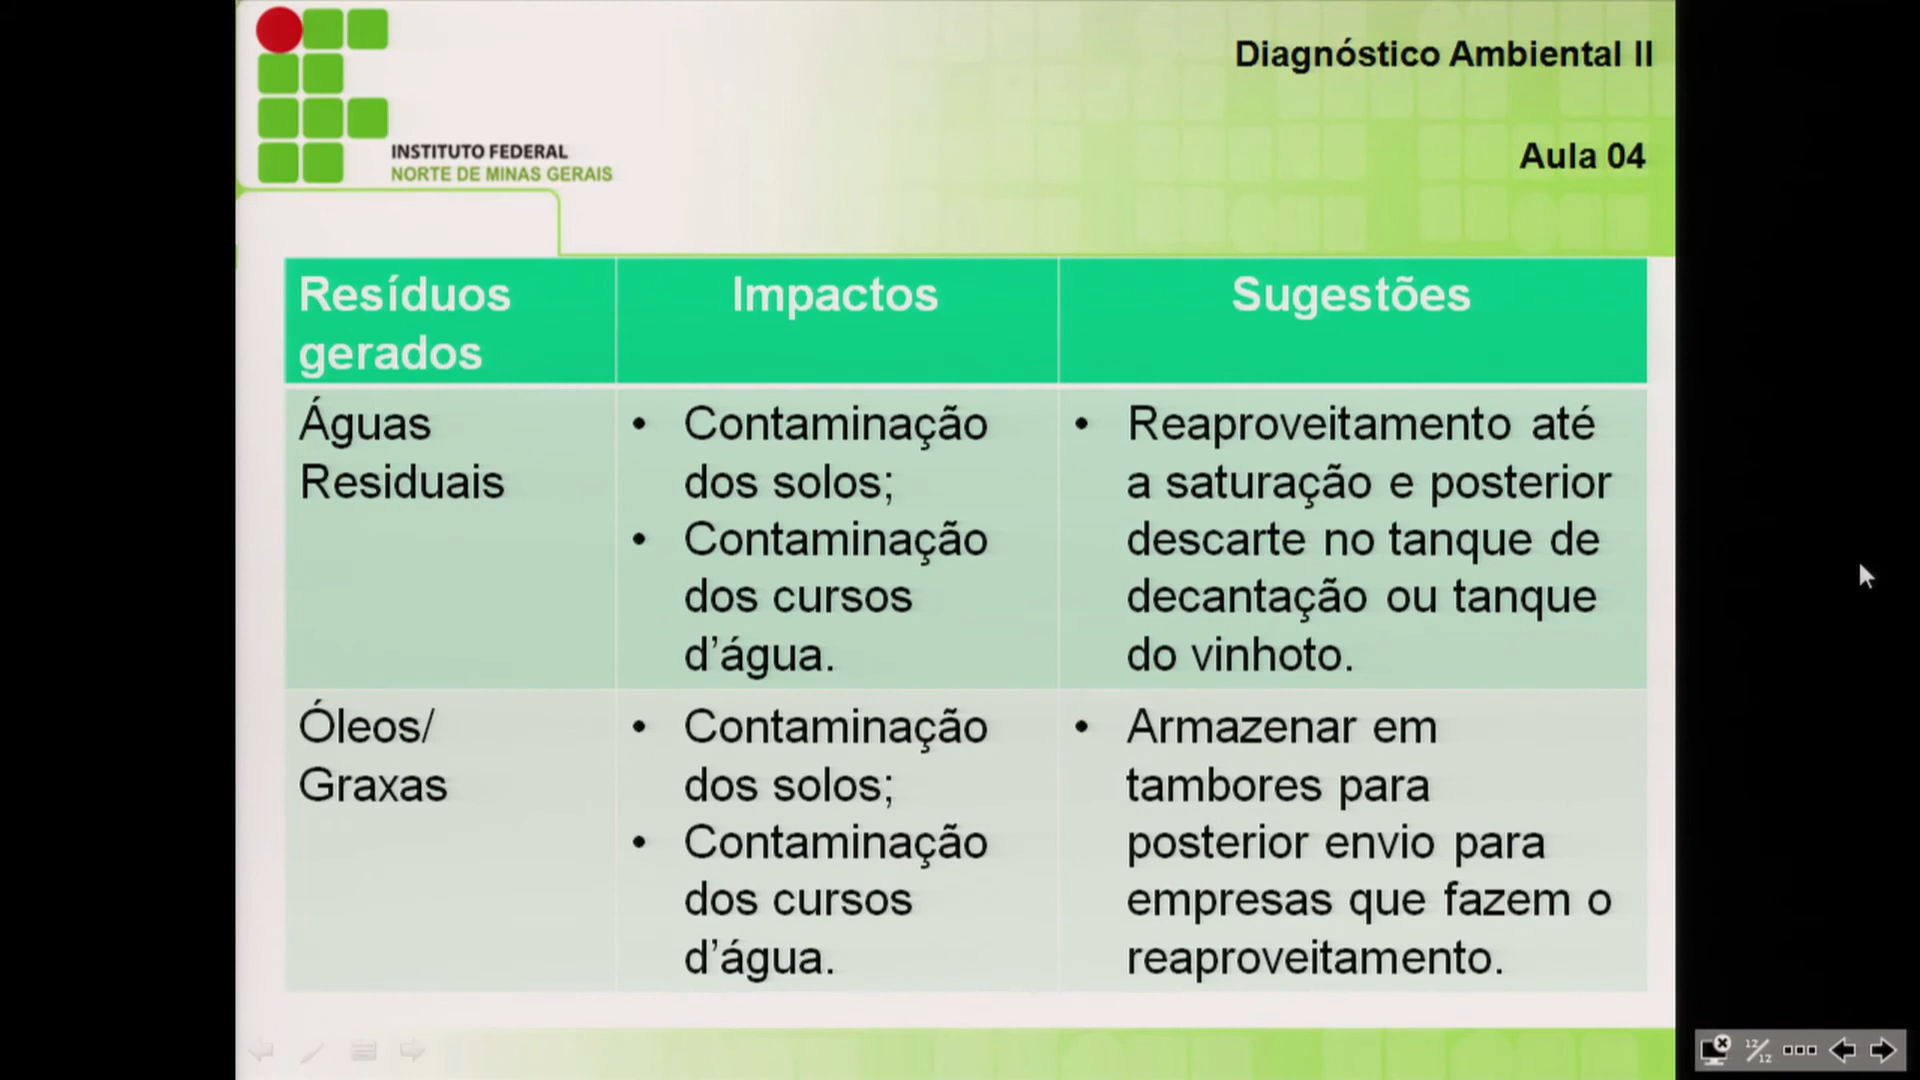 Diagnóstico Ambiental II
Aula 04
INSTITUTO FEDERAL
NORTE DE MINAS GERAIS
Resíduos
gerados
Impactos
Sugestões
Águas
Residuais
• Contaminação
dos solos;
• Contaminação
dos cursos
d’água.
• Reaproveitamento até
a saturação e posterior
descarte no tanque de
decantação ou tanque
do vinhoto.
Óleos/
Graxas
• Contaminação
dos solos;
• Contaminação
dos cursos
d’água.
• Armazenar em
tambores para
posterior envio para
empresas que fazem o
reaproveitamento.
12/12